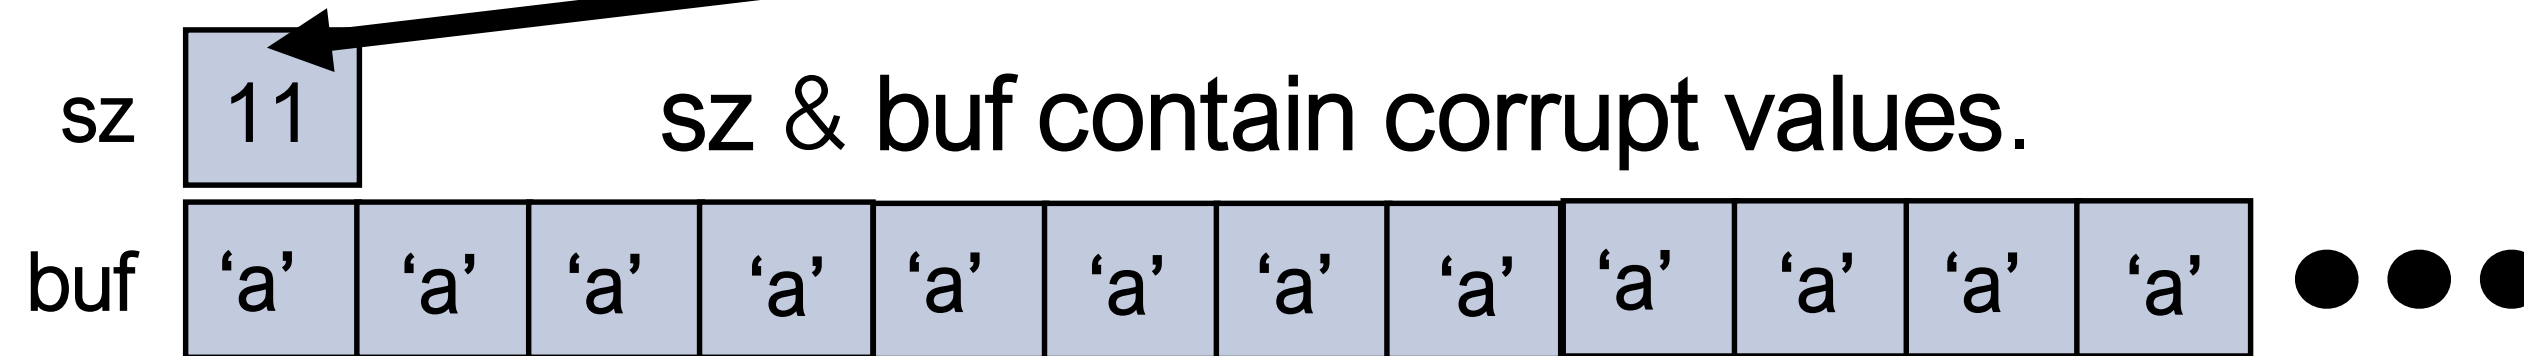 sz 11 sz & buf contain corrupt values.
buf ‘a’ ‘a’ ‘a’ ‘a’ ‘a’ ‘a’ ‘a’ ‘a’ ‘a’ ‘a’ ‘a’ ‘a’